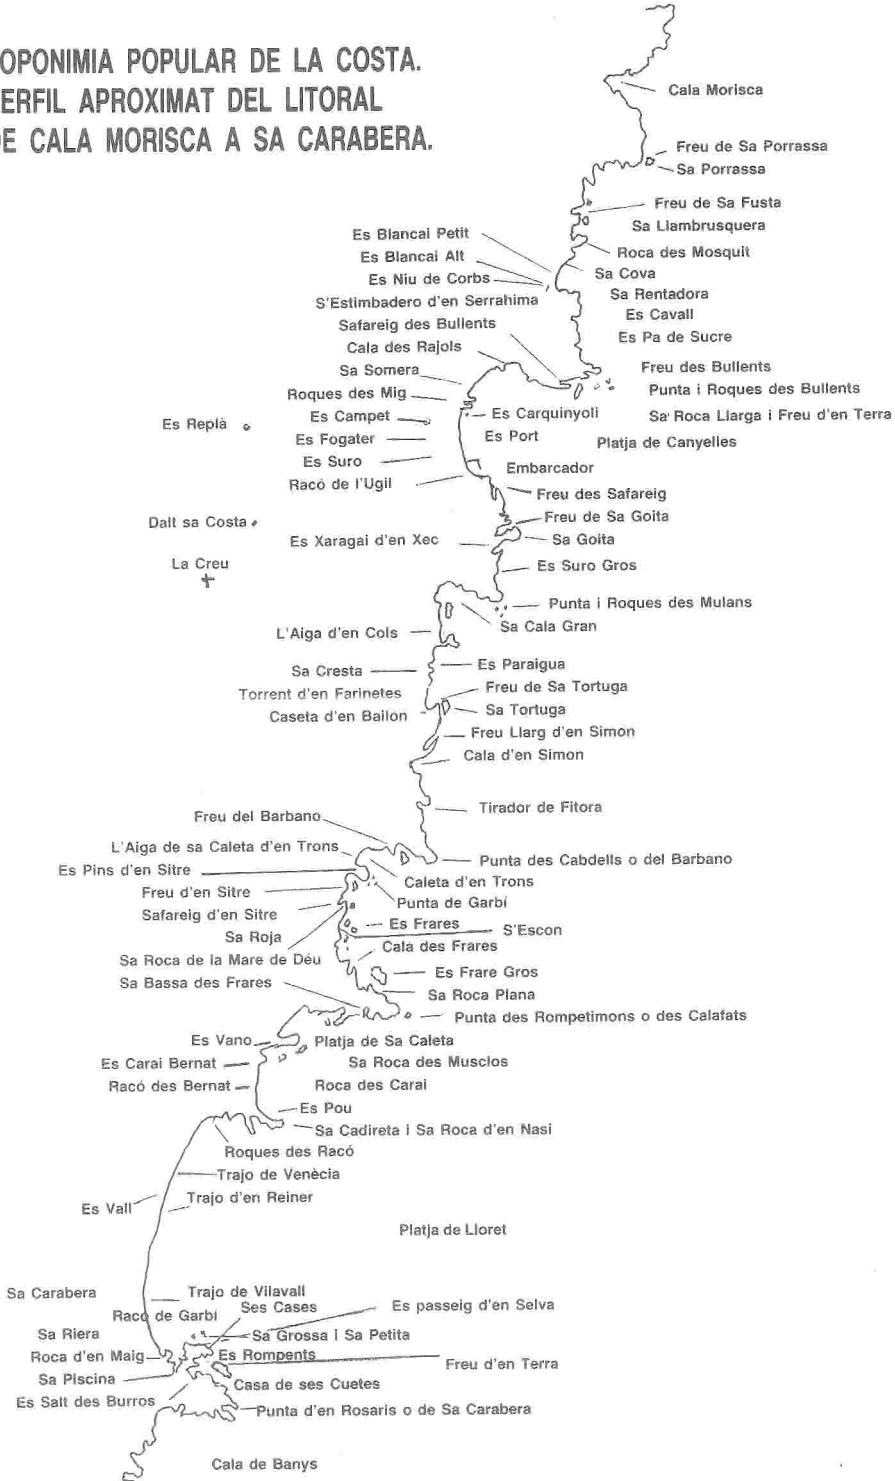 OPONIMIA POPULAR DE LA COSTA.
ERFIL APROXIMAT DEL LITORAL
DE CALA MORISCA A SA CARABERA.
Cala Morisca
Freu de Sa Porrassa
Sa Porrassa
Freu de Sa Fusta
Sa Llambrusquera
Es Blancai Petit
Roca des Mosquit
Es Blancai Alt
Sa Cova
Es Niu de Corbs
Sa Rentadora
S'Estimbadero d'en Serrahima
Es Cavall
Safareig des Bullents
Es Pa de Sucre
Cala des Rajols
Freu des Bullents
Sa Somera
Punta i Roques des Bullents
Roques des Mig
Es Carquinyoli
Sa Roca Llarga i Freu d'en Terra
Es Replà
Es Campet
Es Port
Platja de Canyelles
Es Fogater
Es Suro
Embarcador
Racó de l'Ugil
Freu des Safareig
Dalt sa Costa
Freu de Sa Goita
Es Xaragai d'en Xec
Sa Goita
La Creu
Es Suro Gros
Punta i Roques des Mulans
Sa Cala Gran
L'Aiga d'en Cols
Es Paraigua
Sa Cresta
Freu de Sa Tortuga
Torrent d'en Farinetes
Sa Tortuga
Caseta d'en Bailon
Freu Llarg d'en Simon
Cala d'en Simon
Tirador de Fitora
Freu del Barbano
L'Aiga de sa Caleta d'en Trons
Punta des Cabdells o del Barbano
Es Pins d'en Sitre
Caleta d'en Trons
Freu d'en Sitre
Punta de Garbí
Safareig d'en Sitre
Es Frares
S'Escon
Sa Roja
Cala des Frares
Sa Roca de la Mare de Déu
Es Frare Gros
Sa Bassa des Frares
Sa Roca Plana
Punta des Rompetimons o des Calafats
Es Vano
Platja de Sa Caleta
Es Carai Bernat
Sa Roca des Musclos
Racó des Bernat
Roca des Carai
Es Pou
Sa Cadireta i Sa Roca d'en Nasi
Roques des Racó
Trajo de Venècia
Es Vall
Trajo d'en Reiner
Platja de Lloret
Sa Carabera
Trajo de Vilavall
Racó de Garbí
Ses Cases
Es passeig d'en Selva
Sa Riera
Sa Grossa i Sa Petita
Roca d'en Maig
Es Rompents
Freu d'en Terra
Sa Piscina
Casa de ses Cuetes
Es Salt des Burros
Punta d'en Rosaris o de Sa Carabera
Cala de Banys